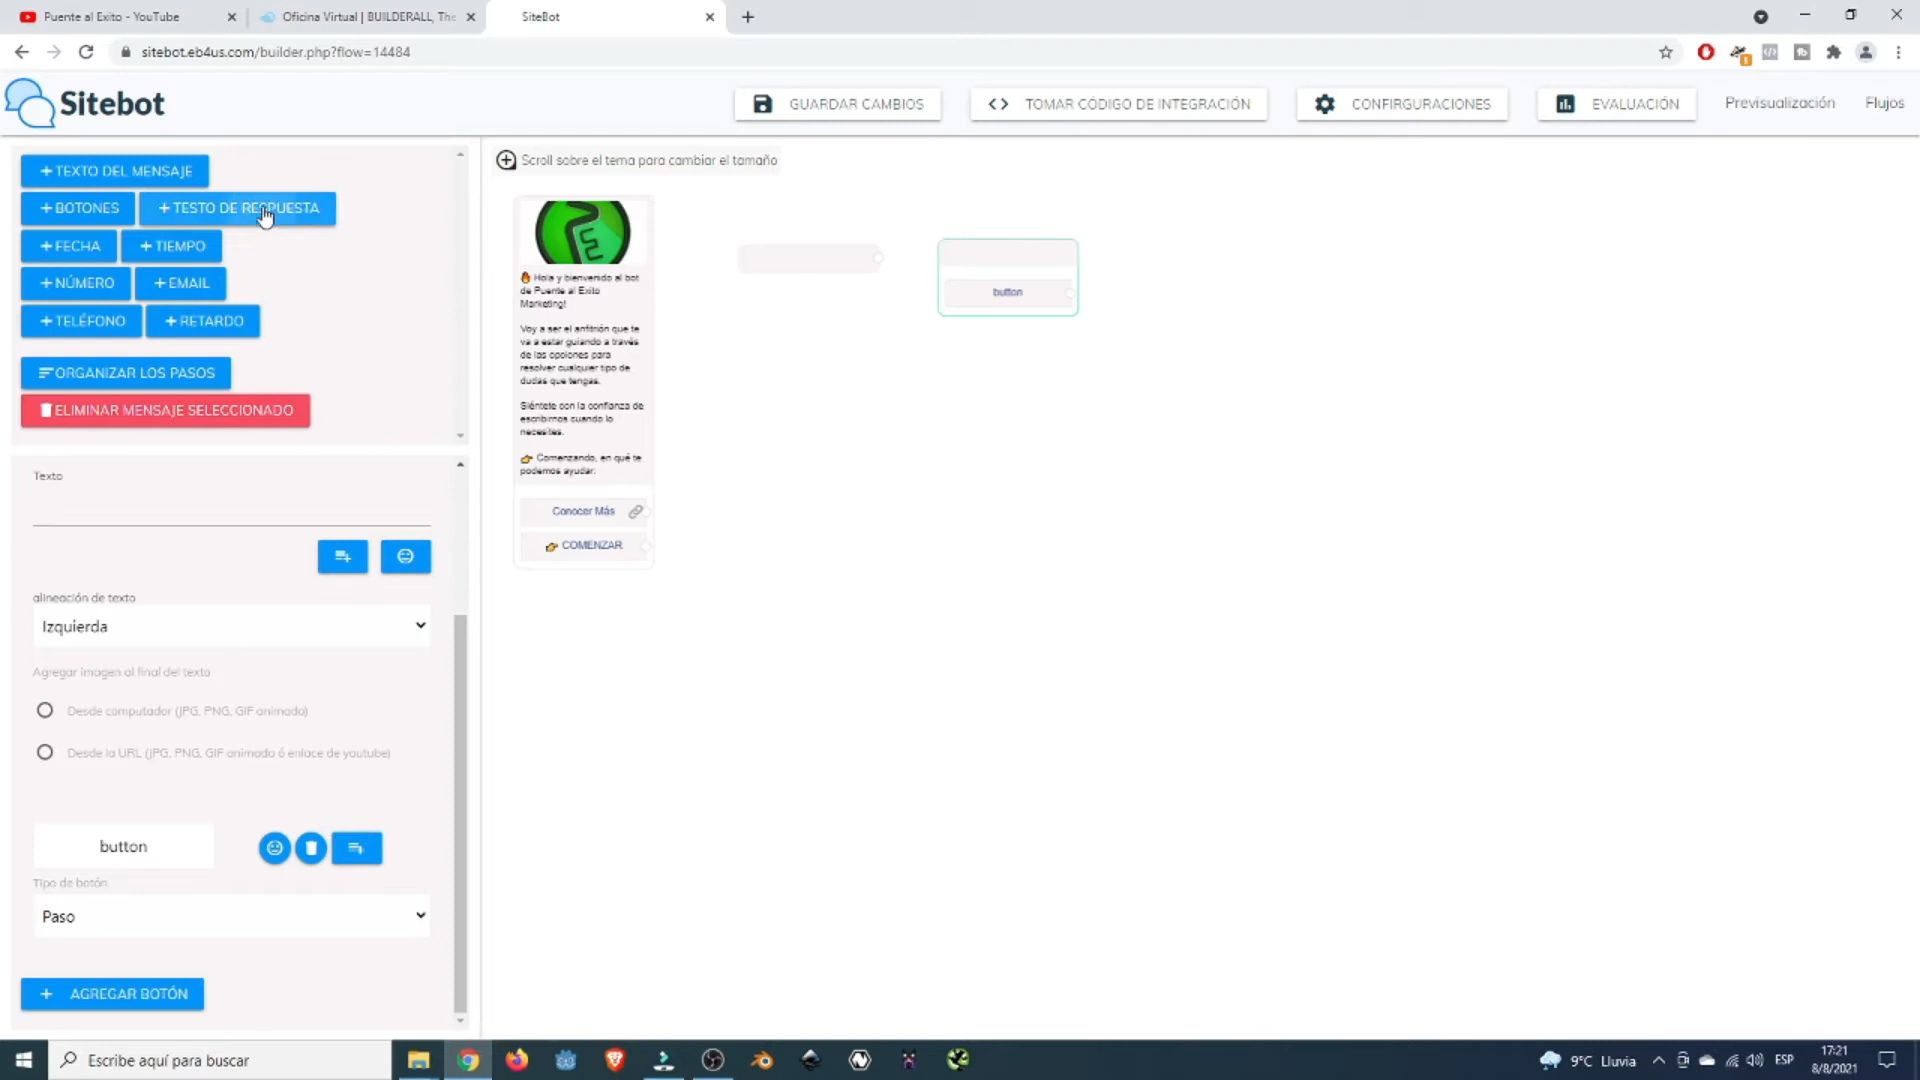 Puente al Exito - YouTube
Oficina Virtual | BUILDERALL, The
SiteBot
sitebot.eb4us.com/builder.php?flow=14484
Sitebot
GUARDAR CAMBIOS
TOMAR CÓDIGO DE INTEGRACIÓN
CONFIRGURACIONES
EVALUACIÓN
Previsualización
Flujos
+ TEXTO DEL MENSAJE
+ BOTONES
+ TESTO DE RESPUESTA
+ FECHA
+ TIEMPO
+ NÚMERO
+ EMAIL
+ TELÉFONO
+ RETARDO
ORGANIZAR LOS PASOS
ELIMINAR MENSAJE SELECCIONADO
Texto
alineación de texto
Izquierda
Agregar imagen al final del texto
Desde computador (JPG, PNG, GIF animado)
Desde la URL (JPG, PNG, GIF animado ó enlace de youtube)
button
Tipo de botón
Paso
+ AGREGAR BOTÓN
Scroll sobre el tema para cambiar el tamaño
🔥 Hola y bienvenido al bot
de Puente al Exito
Marketing!
Voy a ser el anfitrión que te
va a estar guiando a través
de las opciones para
resolver cualquier tipo de
dudas que tengas.
Siéntete con la confianza de
escribirnos cuando lo
necesites.
👉 Comenzando, en qué te
podemos ayudar:
Conocer Más
👉 COMENZAR
button
Escribe aquí para buscar
9°C Lluvia
ESP
17:21
8/8/2021